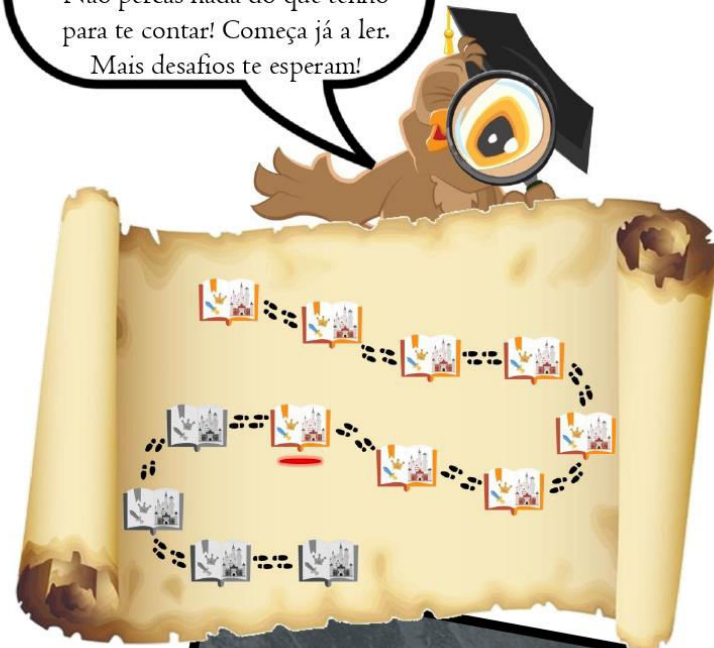 Não percas nada do que tenho
para te contar! Começa já a ler.
Mais desafios te esperam!